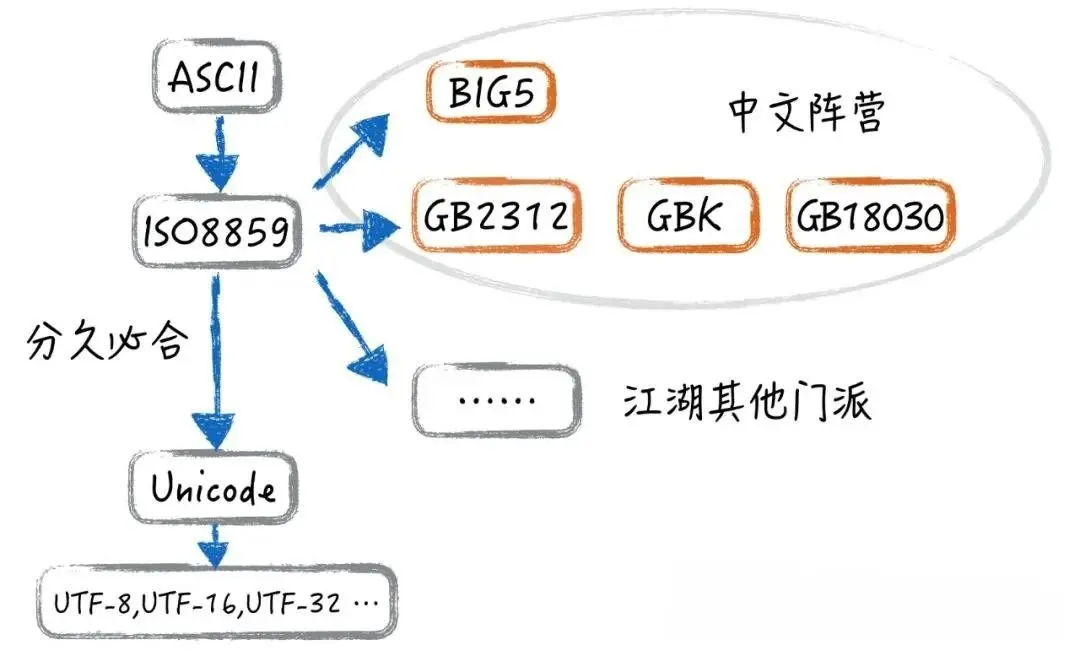 ASCII
BIG5
中文阵营
ISO8859
GB2312
GBK
GB18030
分久必合
……
江湖其他门派
Unicode
UTF-8,UTF-16,UTF-32 …